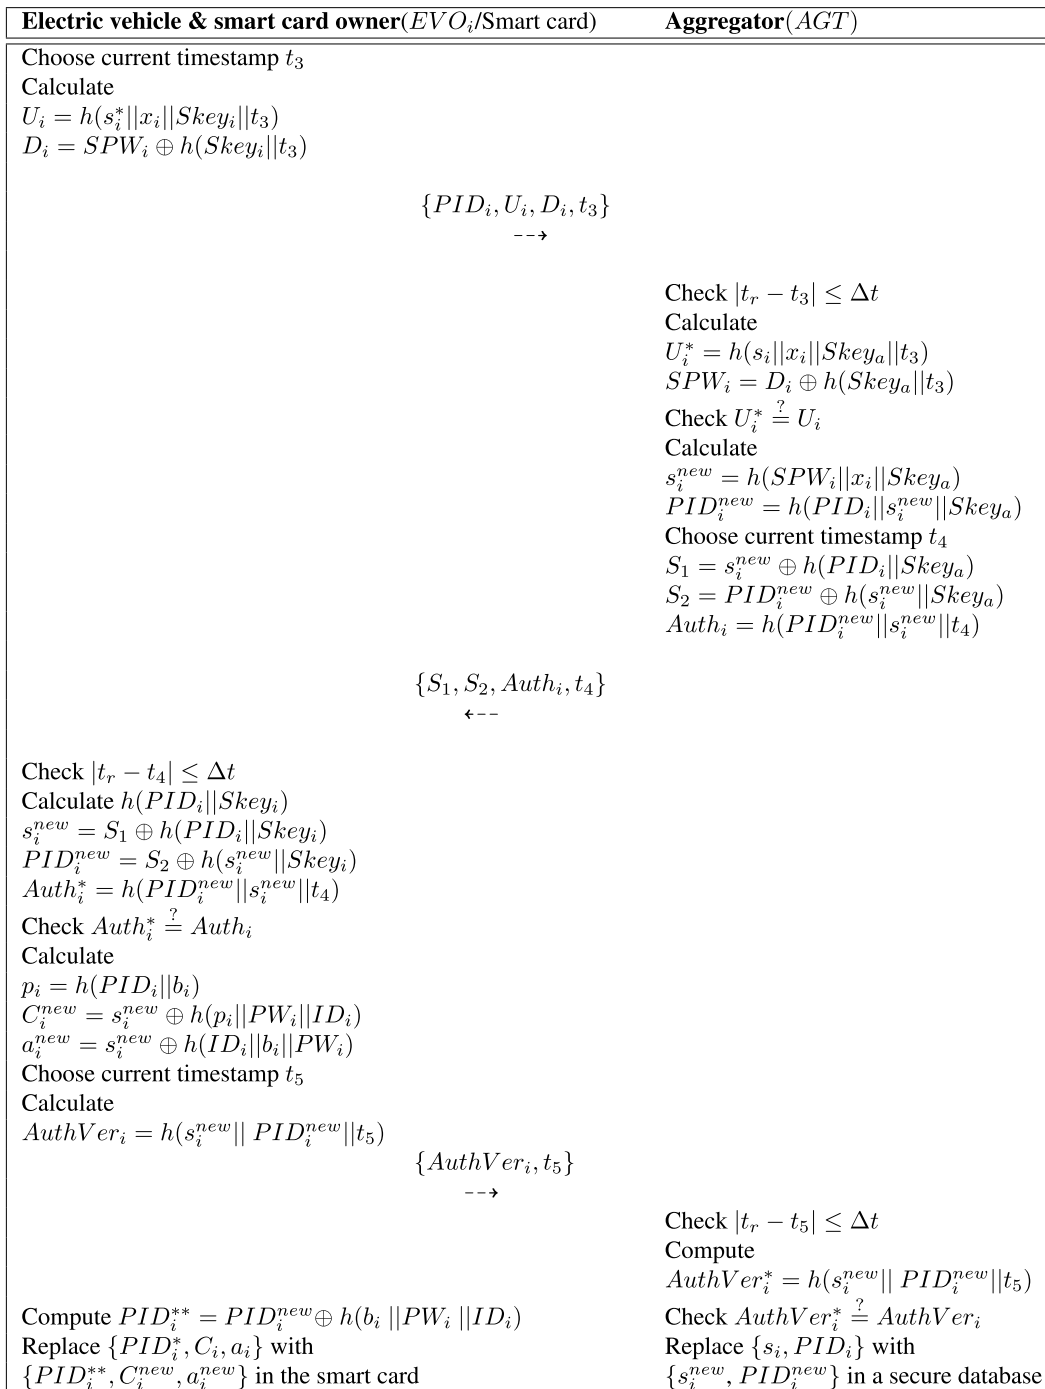 Electric vehicle & smart card owner(EVO_i/Smart card) Aggregator(AGT)
Choose current timestamp t_3
Calculate
U_i = h(s_i^*||x_i||Skey_i||t_3)
D_i = SPW_i ⊕ h(Skey_i||t_3)
{PID_i, U_i, D_i, t_3}
⇢
Check |t_r − t_3| ≤ Δt
Calculate
U_i^* = h(s_i||x_i||Skey_a||t_3)
SPW_i = D_i ⊕ h(Skey_a||t_3)
Check U_i^* ≟ U_i
Calculate
s_i^{new} = h(SPW_i||x_i||Skey_a)
PID_i^{new} = h(PID_i||s_i^{new}||Skey_a)
Choose current timestamp t_4
S_1 = s_i^{new} ⊕ h(PID_i||Skey_a)
S_2 = PID_i^{new} ⊕ h(s_i^{new}||Skey_a)
Auth_i = h(PID_i^{new}||s_i^{new}||t_4)
{S_1, S_2, Auth_i, t_4}
⇠
Check |t_r − t_4| ≤ Δt
Calculate h(PID_i||Skey_i)
s_i^{new} = S_1 ⊕ h(PID_i||Skey_i)
PID_i^{new} = S_2 ⊕ h(s_i^{new}||Skey_i)
Auth_i^* = h(PID_i^{new}||s_i^{new}||t_4)
Check Auth_i^* ≟ Auth_i
Calculate
p_i = h(PID_i||b_i)
C_i^{new} = s_i^{new} ⊕ h(p_i||PW_i||ID_i)
a_i^{new} = s_i^{new} ⊕ h(ID_i||b_i||PW_i)
Choose current timestamp t_5
Calculate
AuthVer_i = h(s_i^{new}|| PID_i^{new}||t_5)
{AuthVer_i, t_5}
⇢
Check |t_r − t_5| ≤ Δt
Compute
AuthVer_i^* = h(s_i^{new}|| PID_i^{new}||t_5)
Compute PID_i^{**} = PID_i^{new} ⊕ h(b_i ||PW_i ||ID_i) Check AuthVer_i^* ≟ AuthVer_i
Replace {PID_i^*, C_i, a_i} with Replace {s_i, PID_i} with
{PID_i^{**}, C_i^{new}, a_i^{new}} in the smart card {s_i^{new}, PID_i^{new}} in a secure database